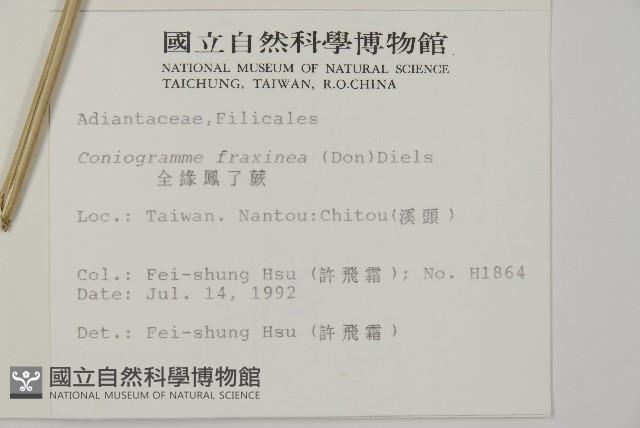 國立自然科學博物館
NATIONAL MUSEUM OF NATURAL SCIENCE
TAICHUNG, TAIWAN, R.O.CHINA
Adiantaceae,Filicales
Coniogramme fraxinea (Don)Diels
全緣鳳了蕨
Loc.: Taiwan. Nantou:Chitou(溪頭)
Col.: Fei-shung Hsu (許飛霜); No. H1864
Date: Jul. 14, 1992
Det.: Fei-shung Hsu (許飛霜)
國立自然科學博物館
NATIONAL MUSEUM OF NATURAL SCIENCE